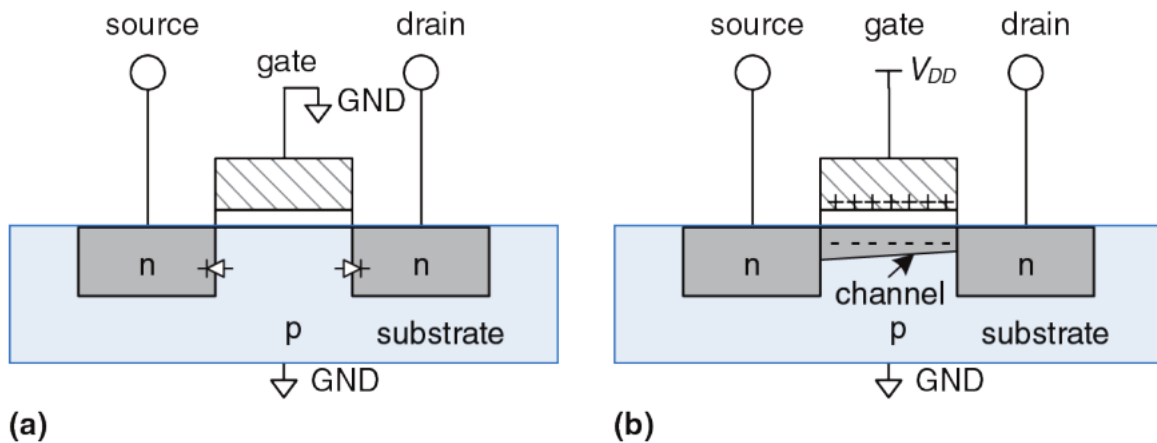 source
drain
gate
GND
n
n
p
substrate
GND
(a)
source
gate
drain
V_DD
+++++++
- - - - - - -
n
n
channel
p
substrate
GND
(b)